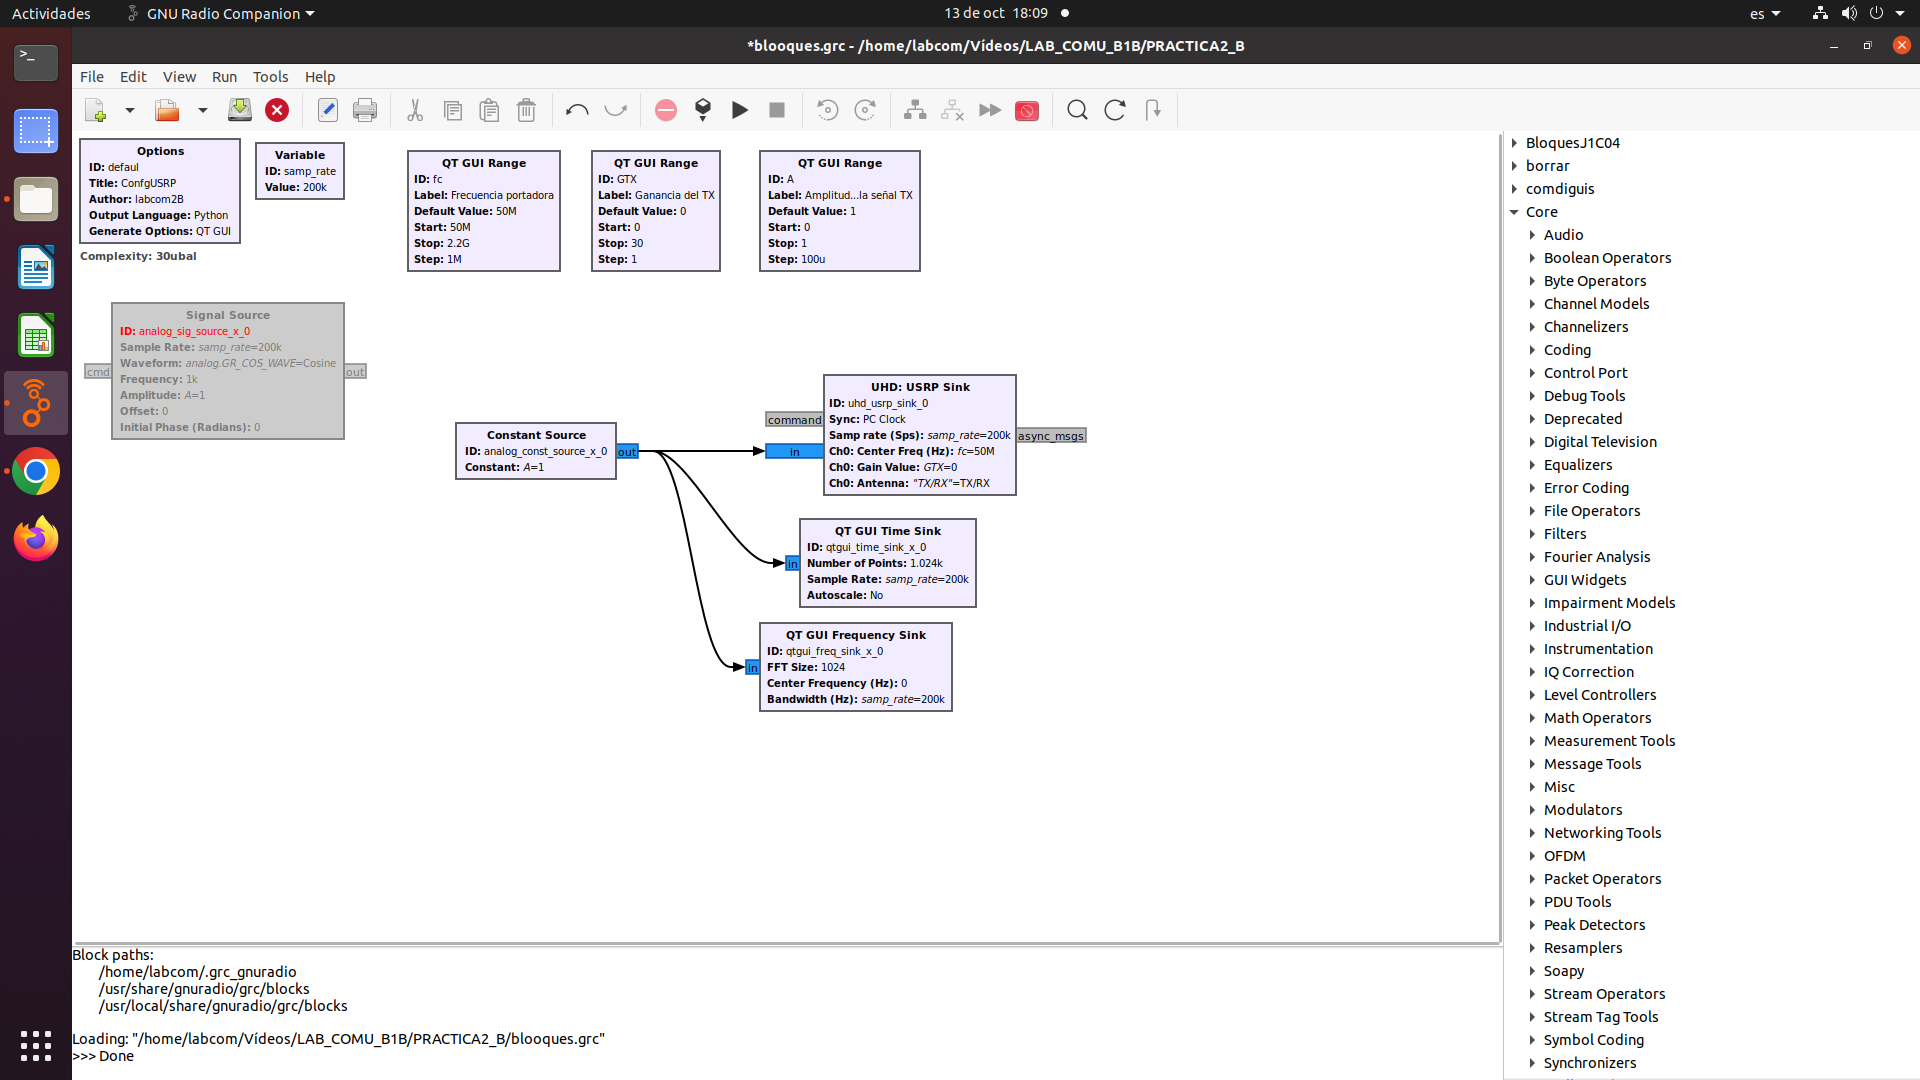 Actividades
GNU Radio Companion
13 de oct 18:09
es
*blooques.grc - /home/labcom/Vídeos/LAB_COMU_B1B/PRACTICA2_B
File Edit View Run Tools Help
Options
ID: defaul
Title: ConfgUSRP
Author: labcom2B
Output Language: Python
Generate Options: QT GUI
Complexity: 30ubal
Variable
ID: samp_rate
Value: 200k
QT GUI Range
ID: fc
Label: Frecuencia portadora
Default Value: 50M
Start: 50M
Stop: 2.2G
Step: 1M
QT GUI Range
ID: GTX
Label: Ganancia del TX
Default Value: 0
Start: 0
Stop: 30
Step: 1
QT GUI Range
ID: A
Label: Amplitud...la señal TX
Default Value: 1
Start: 0
Stop: 1
Step: 100u
Signal Source
ID: analog_sig_source_x_0
Sample Rate: samp_rate=200k
Waveform: analog.GR_COS_WAVE=Cosine
Frequency: 1k
Amplitude: A=1
Offset: 0
Initial Phase (Radians): 0
cmd
out
Constant Source
ID: analog_const_source_x_0
Constant: A=1
out
UHD: USRP Sink
ID: uhd_usrp_sink_0
Sync: PC Clock
Samp rate (Sps): samp_rate=200k
Ch0: Center Freq (Hz): fc=50M
Ch0: Gain Value: GTX=0
Ch0: Antenna: "TX/RX"=TX/RX
command
in
async_msgs
QT GUI Time Sink
ID: qtgui_time_sink_x_0
Number of Points: 1.024k
Sample Rate: samp_rate=200k
Autoscale: No
in
QT GUI Frequency Sink
ID: qtgui_freq_sink_x_0
FFT Size: 1024
Center Frequency (Hz): 0
Bandwidth (Hz): samp_rate=200k
in
BloquesJ1C04
borrar
comdiguis
Core
Audio
Boolean Operators
Byte Operators
Channel Models
Channelizers
Coding
Control Port
Debug Tools
Deprecated
Digital Television
Equalizers
Error Coding
File Operators
Filters
Fourier Analysis
GUI Widgets
Impairment Models
Industrial I/O
Instrumentation
IQ Correction
Level Controllers
Math Operators
Measurement Tools
Message Tools
Misc
Modulators
Networking Tools
OFDM
Packet Operators
PDU Tools
Peak Detectors
Resamplers
Soapy
Stream Operators
Stream Tag Tools
Symbol Coding
Synchronizers
Block paths:
/home/labcom/.grc_gnuradio
/usr/share/gnuradio/grc/blocks
/usr/local/share/gnuradio/grc/blocks
Loading: "/home/labcom/Vídeos/LAB_COMU_B1B/PRACTICA2_B/blooques.grc"
>>> Done